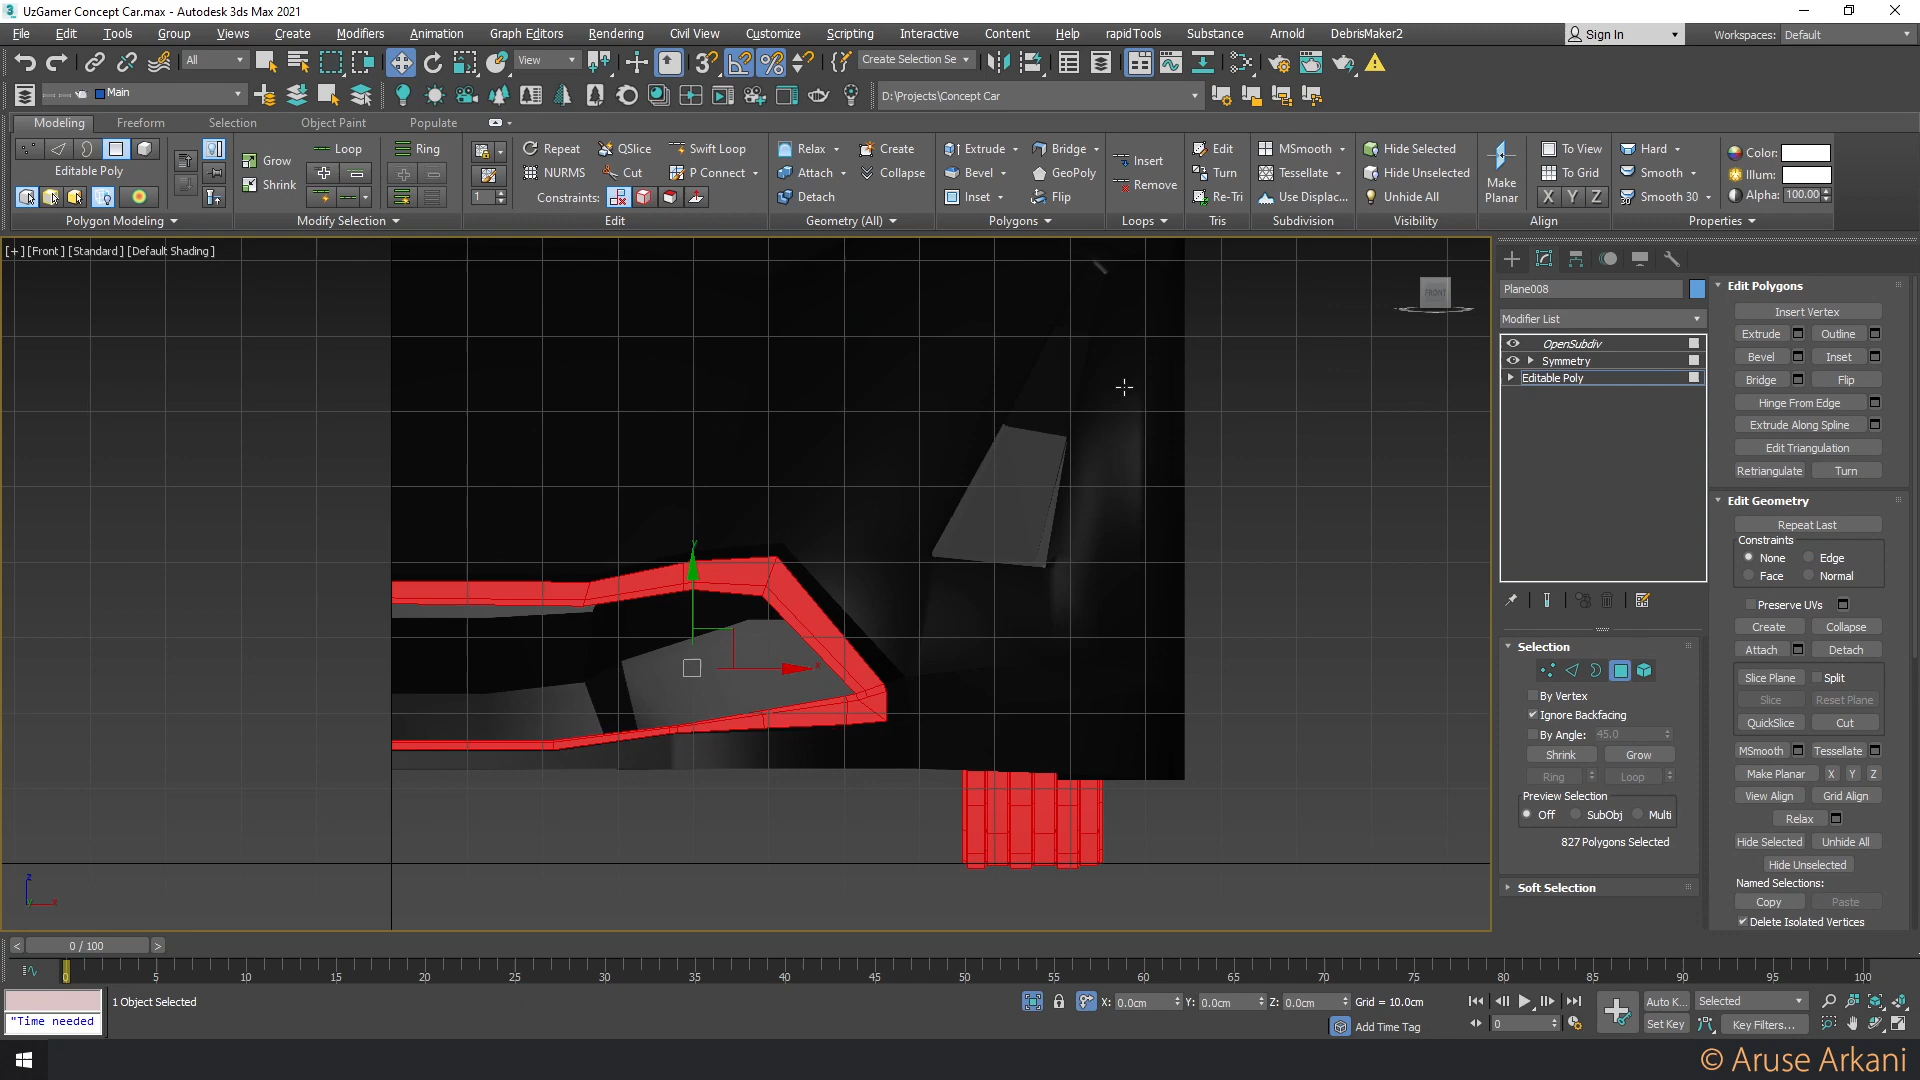 UzGamer Concept Car.max - Autodesk 3ds Max 2021
File Edit Tools Group Views Create Modifiers Animation Graph Editors Rendering Civil View Customize Scripting Interactive Content Help rapidTools Substance Arnold DebrisMaker2 Sign In Workspaces: Default
All View Create Selection Se
Main D:\Projects\Concept Car
Modeling Freeform Selection Object Paint Populate
Loop Ring Repeat QSlice Swift Loop Relax Create Extrude Bridge Edit MSmooth Hide Selected To View Hard Color:
Grow Insert
Editable Poly NURMS Cut P Connect Attach Collapse Bevel GeoPoly Turn Tessellate Hide Unselected To Grid Smooth Illum:
Shrink Remove Make Planar
1 Constraints: Detach Inset Flip Re-Tri Use Displac... Unhide All X Y Z Smooth 30 Alpha: 100.00
Polygon Modeling Modify Selection Edit Geometry (All) Polygons Loops Tris Subdivision Visibility Align Properties
[+] [Front] [Standard] [Default Shading]
FRONT
y
x
z
x
Plane008
Modifier List
OpenSubdiv
Symmetry
Editable Poly
Selection
By Vertex
Ignore Backfacing
By Angle: 45.0
Shrink Grow
Ring Loop
Preview Selection
Off SubObj Multi
827 Polygons Selected
Soft Selection
Edit Polygons
Insert Vertex
Extrude Outline
Bevel Inset
Bridge Flip
Hinge From Edge
Extrude Along Spline
Edit Triangulation
Retriangulate Turn
Edit Geometry
Repeat Last
Constraints
None Edge
Face Normal
Preserve UVs
Create Collapse
Attach Detach
Slice Plane Split
Slice Reset Plane
QuickSlice Cut
MSmooth Tessellate
Make Planar X Y Z
View Align Grid Align
Relax
Hide Selected Unhide All
Hide Unselected
Named Selections:
Copy Paste
Delete Isolated Vertices
< 0 / 100 >
0 5 10 15 20 25 30 35 40 45 50 55 60 65 70 75 80 85 90 95 100
1 Object Selected X: 0.0cm Y: 0.0cm Z: 0.0cm Grid = 10.0cm Auto K... Selected
"Time needed Add Time Tag 0 Set Key Key Filters...
© Aruse Arkani